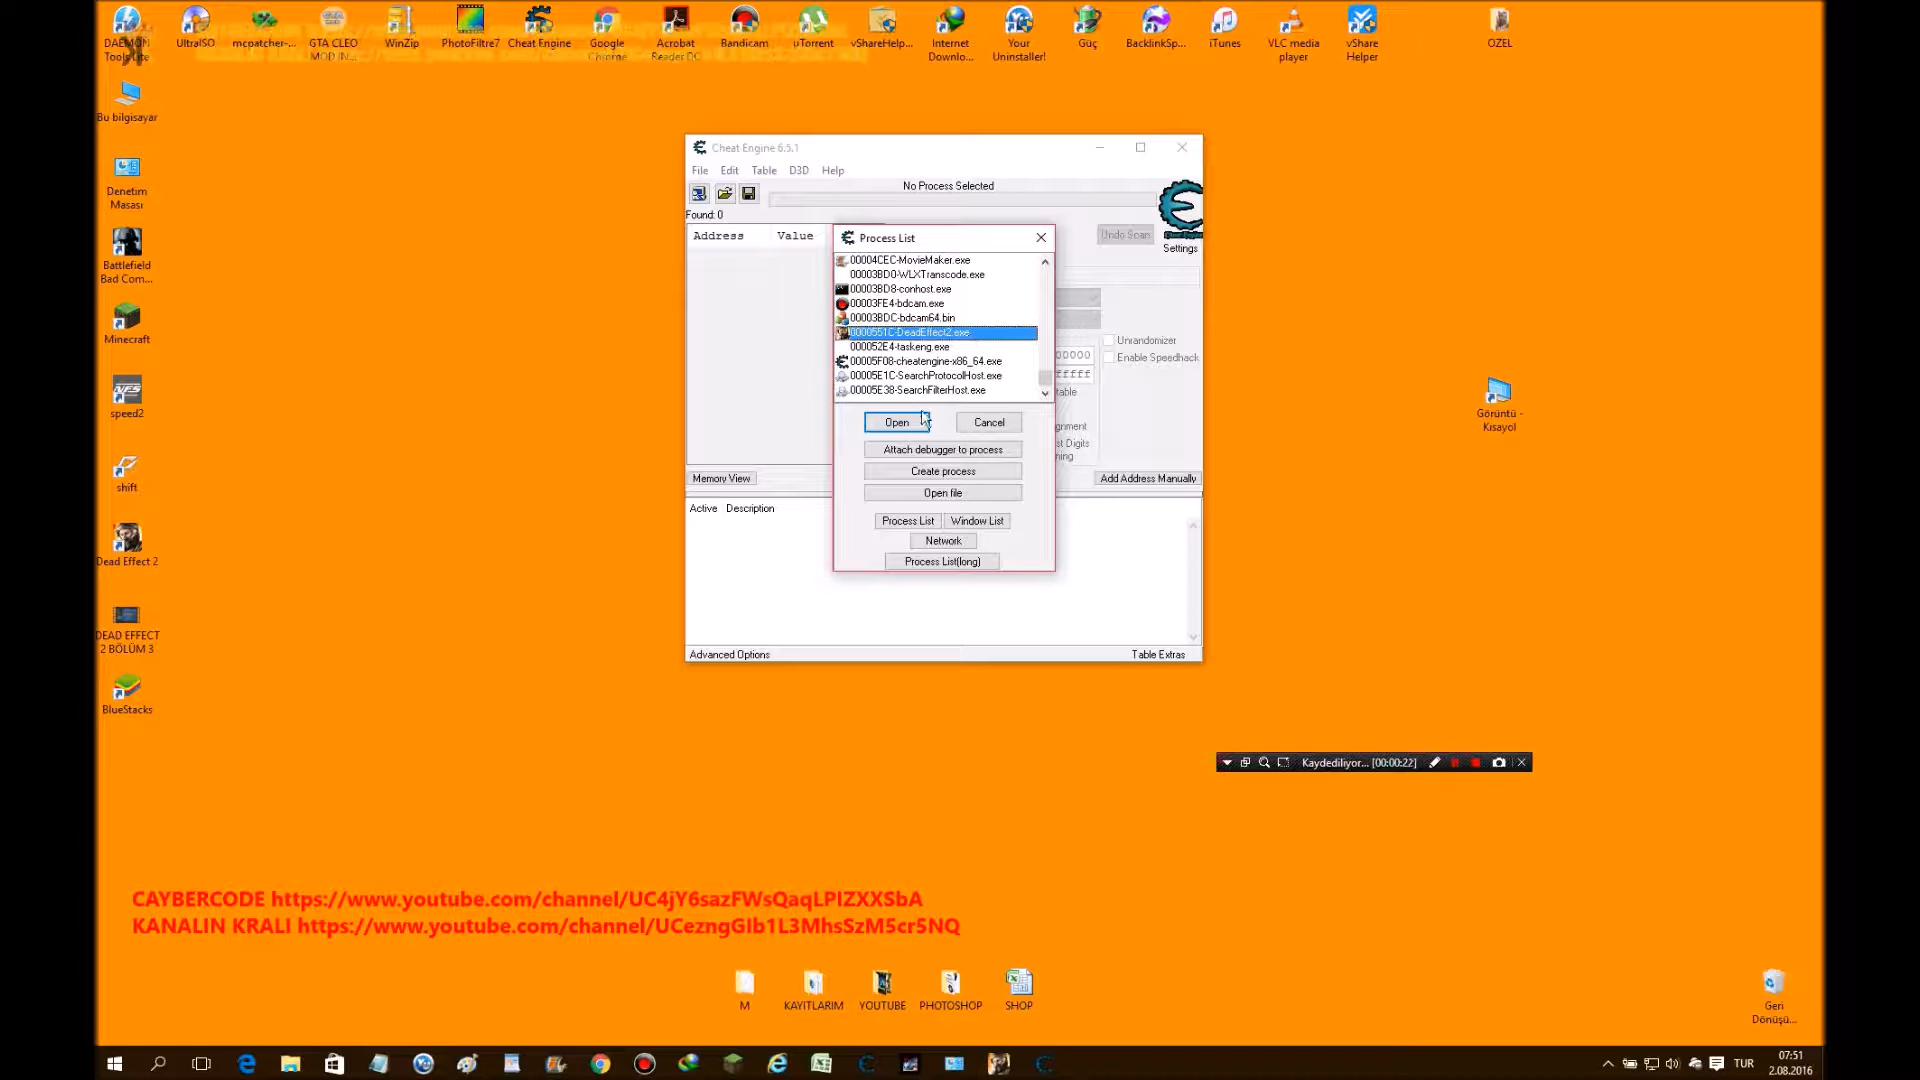 DAEMON Tools Lite
UltraISO
mcpatcher-...
GTA CLEO MOD IN...
WinZip
PhotoFiltre7
Cheat Engine
Google Chrome
Acrobat Reader DC
Bandicam
µTorrent
vShareHelp...
Internet Downlo...
Your Uninstaller!
Güç
BacklinkSp...
iTunes
VLC media player
vShare Helper
OZEL
Bu bilgisayar
Denetim Masası
Battlefield Bad Com...
Minecraft
speed2
shift
Dead Effect 2
DEAD EFFECT 2 BÖLÜM 3
BlueStacks
Cheat Engine 6.5.1
File Edit Table D3D Help
No Process Selected
Found: 0
Undo Scan
Address Value
Settings
Process List
00004CEC-MovieMaker.exe
00003BD0-WLXTranscode.exe
00003BD8-conhost.exe
00003FE4-bdcam.exe
00003BDC-bdcam64.bin
0000551C-DeadEffect2.exe
000052E4-taskeng.exe
00005F08-cheatengine-x86_64.exe
00005E1C-SearchProtocolHost.exe
00005E38-SearchFilterHost.exe
Unrandomizer
Enable Speedhack
Open Cancel
Attach debugger to process
Create process
Open file
Process List Window List
Network
Process List(long)
Memory View
Add Address Manually
Active Description
Advanced Options
Table Extras
Görüntü - Kısayol
Kaydediliyor... [00:00:22]
CAYBERCODE https://www.youtube.com/channel/UC4jY6sazFWsQaqLPIZXXSbA
KANALIN KRALI https://www.youtube.com/channel/UCezngGIb1L3MhsSzM5cr5NQ
M
KAYITLARIM
YOUTUBE
PHOTOSHOP
SHOP
Geri Dönüşü...
TUR
07:51
2.08.2016